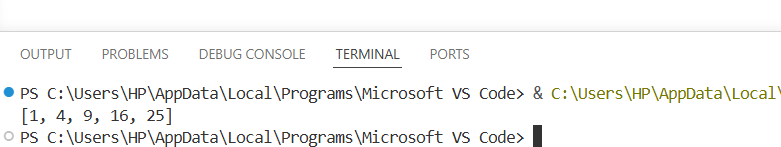 OUTPUT PROBLEMS DEBUG CONSOLE TERMINAL PORTS
PS C:\Users\HP\AppData\Local\Programs\Microsoft VS Code> & C:\Users\HP\AppData\Local\
[1, 4, 9, 16, 25]
PS C:\Users\HP\AppData\Local\Programs\Microsoft VS Code>